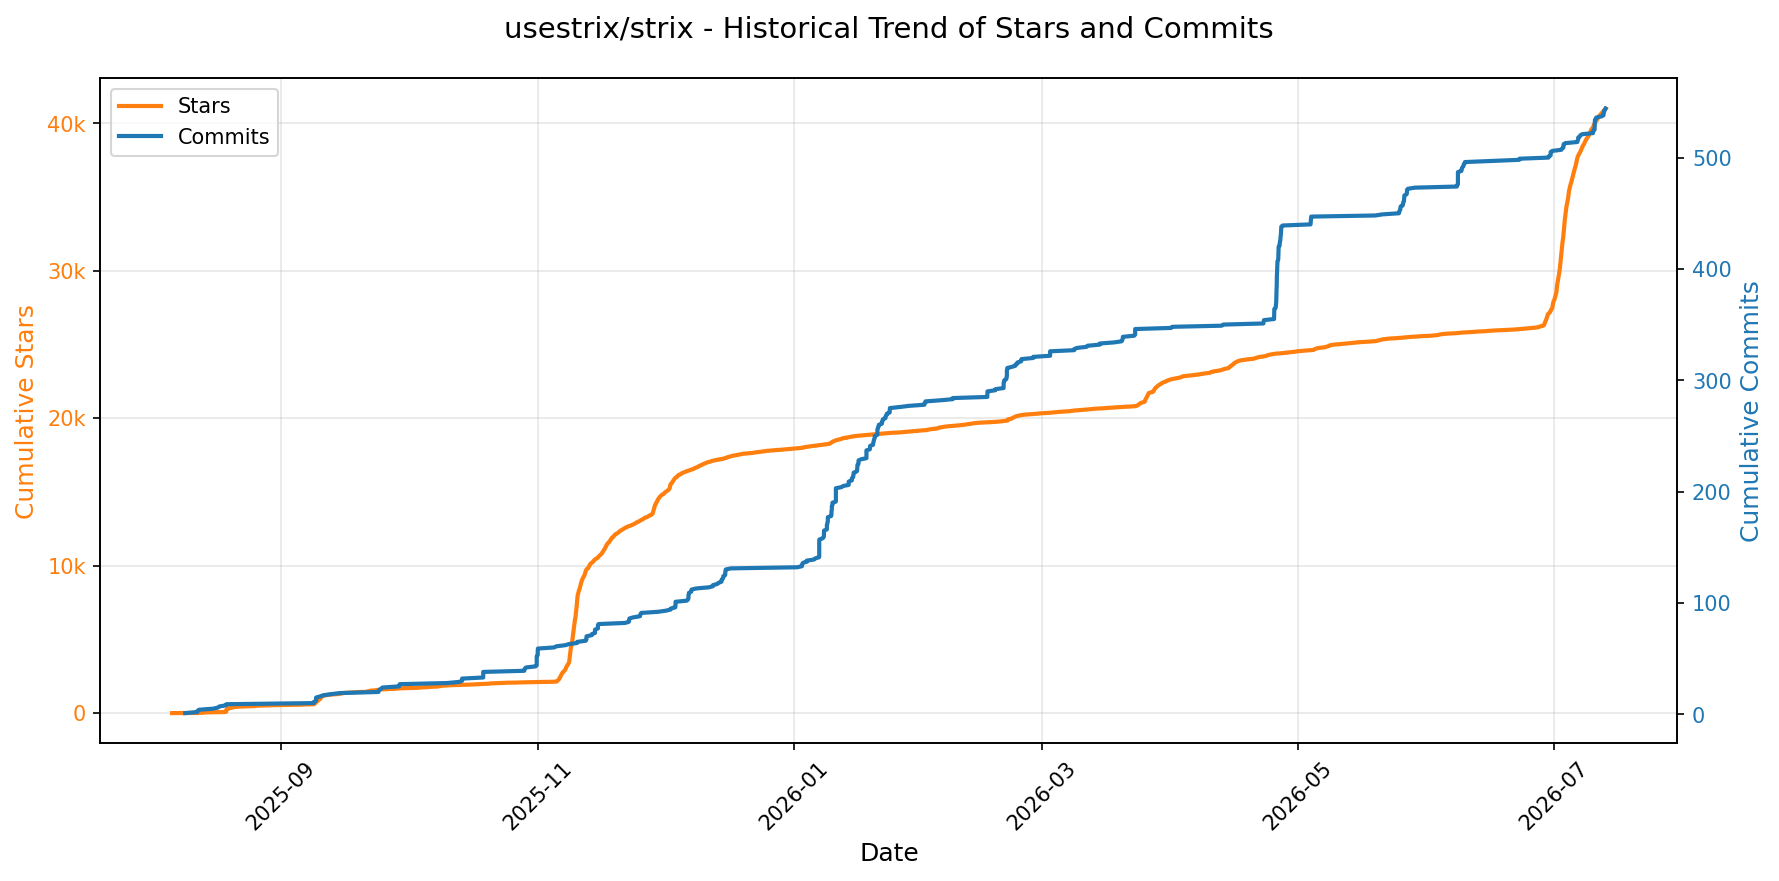 usestrix/strix - Historical Trend of Stars and Commits
Stars
Commits
40k
30k
20k
10k
0
Cumulative Stars
500
400
300
200
100
0
Cumulative Commits
2025-09
2025-11
2026-01
2026-03
2026-05
2026-07
Date